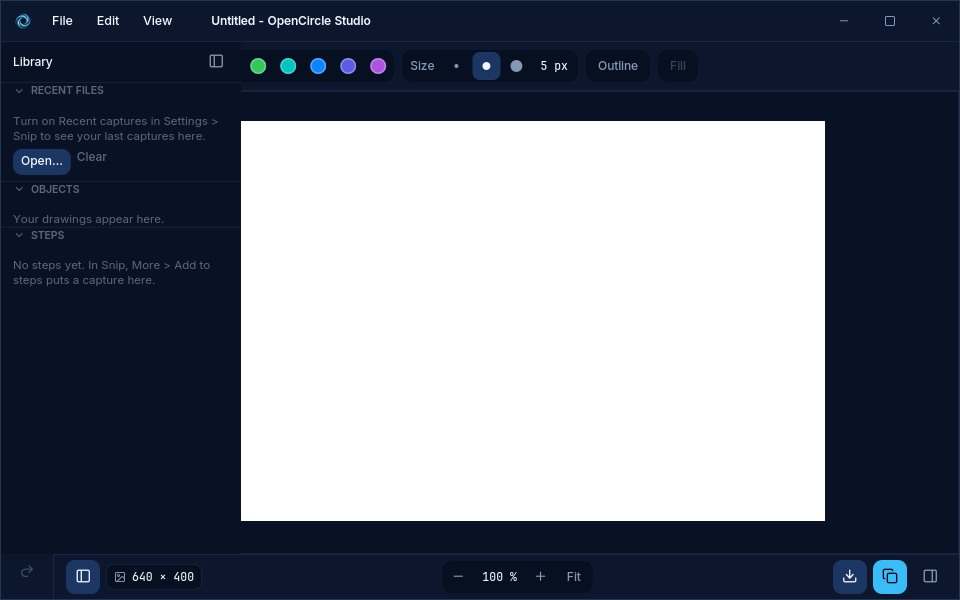 File Edit View Untitled - OpenCircle Studio
Library
Size 5 px Outline Fill
RECENT FILES
Turn on Recent captures in Settings >
Snip to see your last captures here.
Open... Clear
OBJECTS
Your drawings appear here.
STEPS
No steps yet. In Snip, More > Add to
steps puts a capture here.
640 × 400 100 % Fit